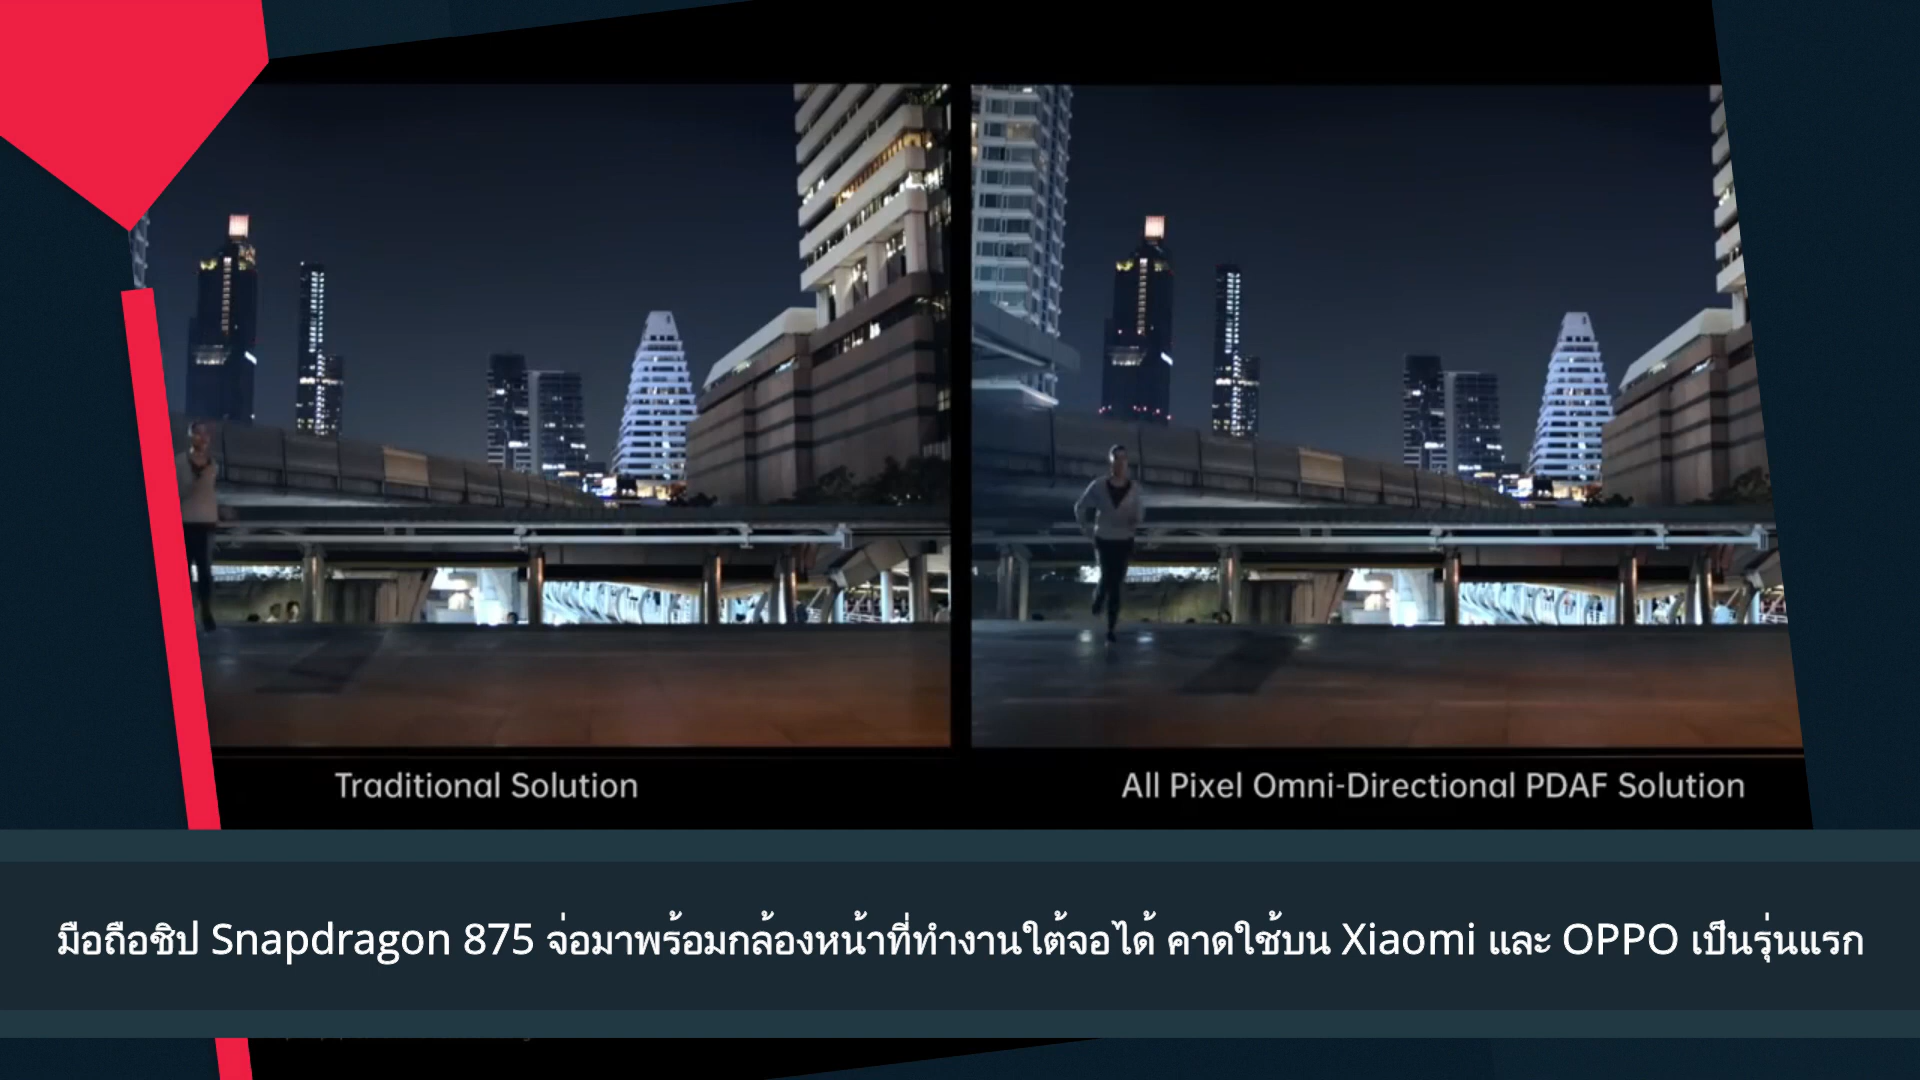 Traditional Solution
All Pixel Omni-Directional PDAF Solution
มือถือชิป Snapdragon 875 จ่อมาพร้อมกล้องหน้าที่ทำงานใต้จอได้ คาดใช้บน Xiaomi และ OPPO เป็นรุ่นแรก